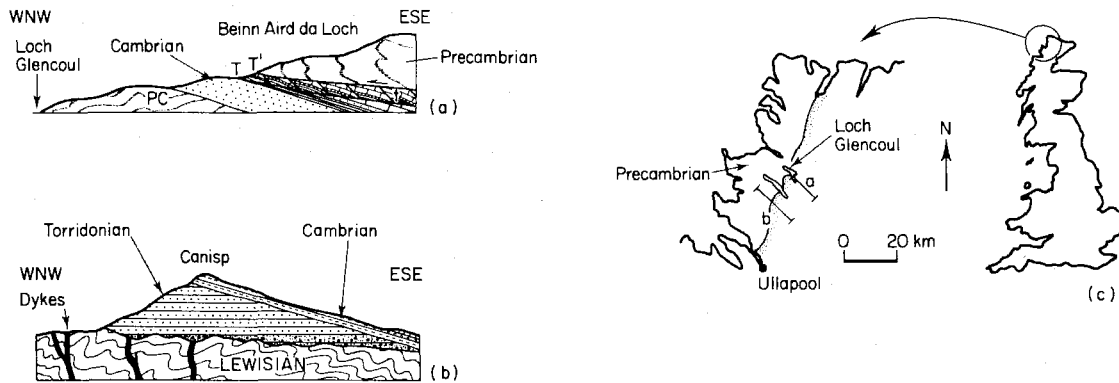 WNW
ESE
Beinn Aird da Loch
Loch
Glencoul
Cambrian
T T'
Precambrian
PC
(a)
Torridonian
Canisp
Cambrian
WNW
ESE
Dykes
LEWISIAN
(b)
Loch
Glencoul
Precambrian
a
b
N
0 20 km
Ullapool
(c)